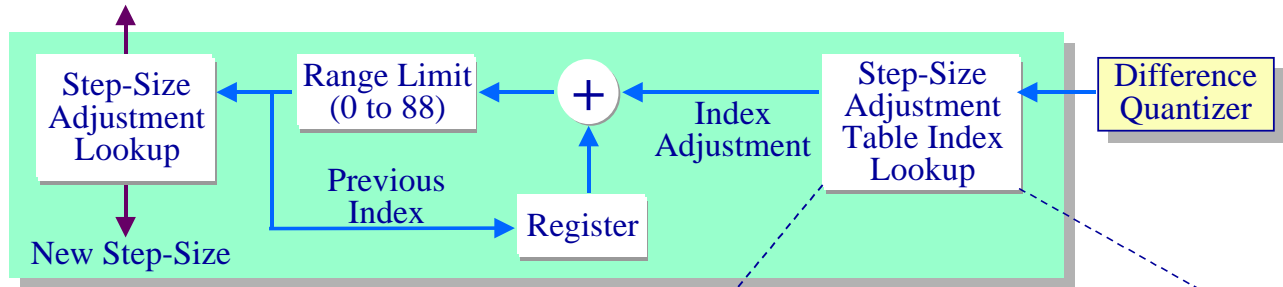 Step-Size
Adjustment
Lookup
Range Limit
(0 to 88)
+
Index
Adjustment
Step-Size
Adjustment
Table Index
Lookup
Difference
Quantizer
Previous
Index
Register
New Step-Size